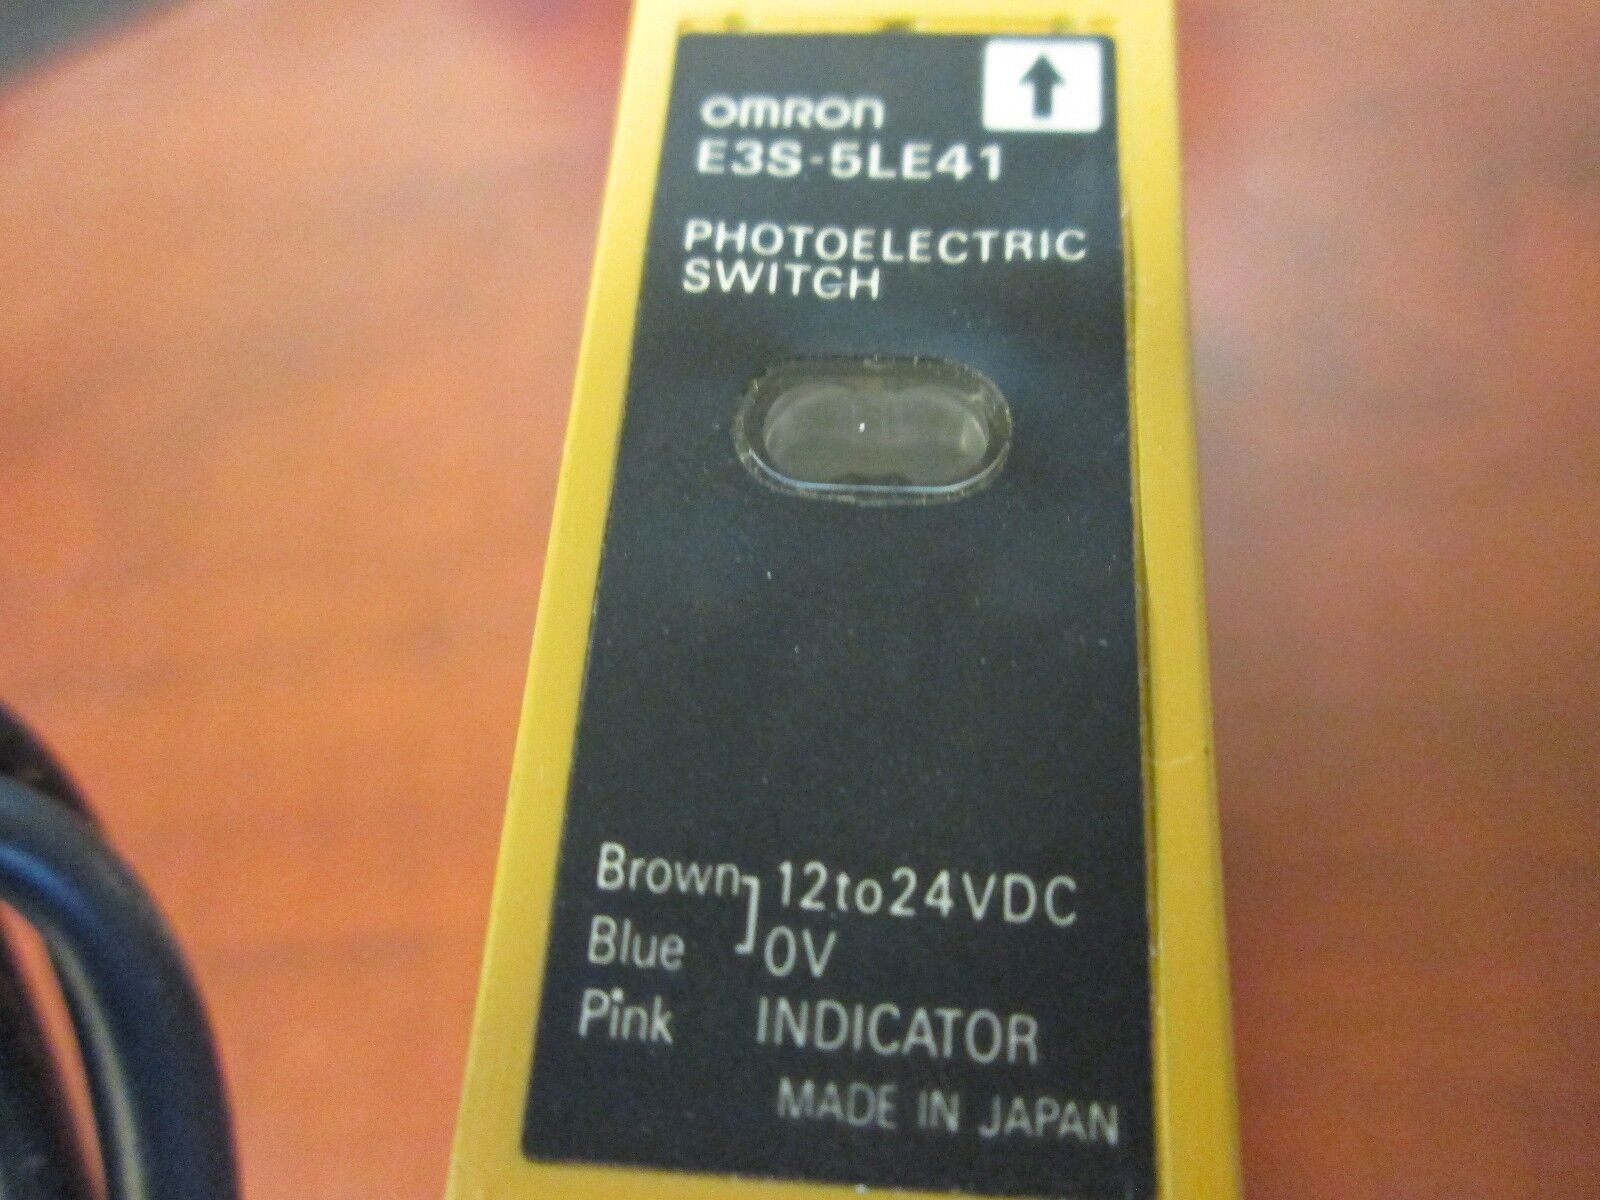 OMRON
E3S-5LE41
PHOTOELECTRIC
SWITCH
Brown 12to24VDC
Blue 0V
Pink INDICATOR
MADE IN JAPAN